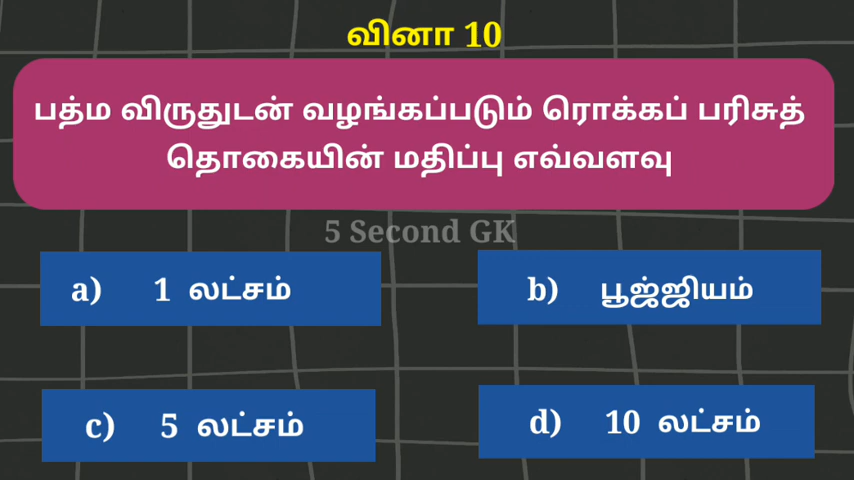 வினா 10
பத்ம விருதுடன் வழங்கப்படும் ரொக்கப் பரிசுத்
தொகையின் மதிப்பு எவ்வளவு
5 Second GK
a) 1 லட்சம்
b) பூஜ்ஜியம்
c) 5 லட்சம்
d) 10 லட்சம்